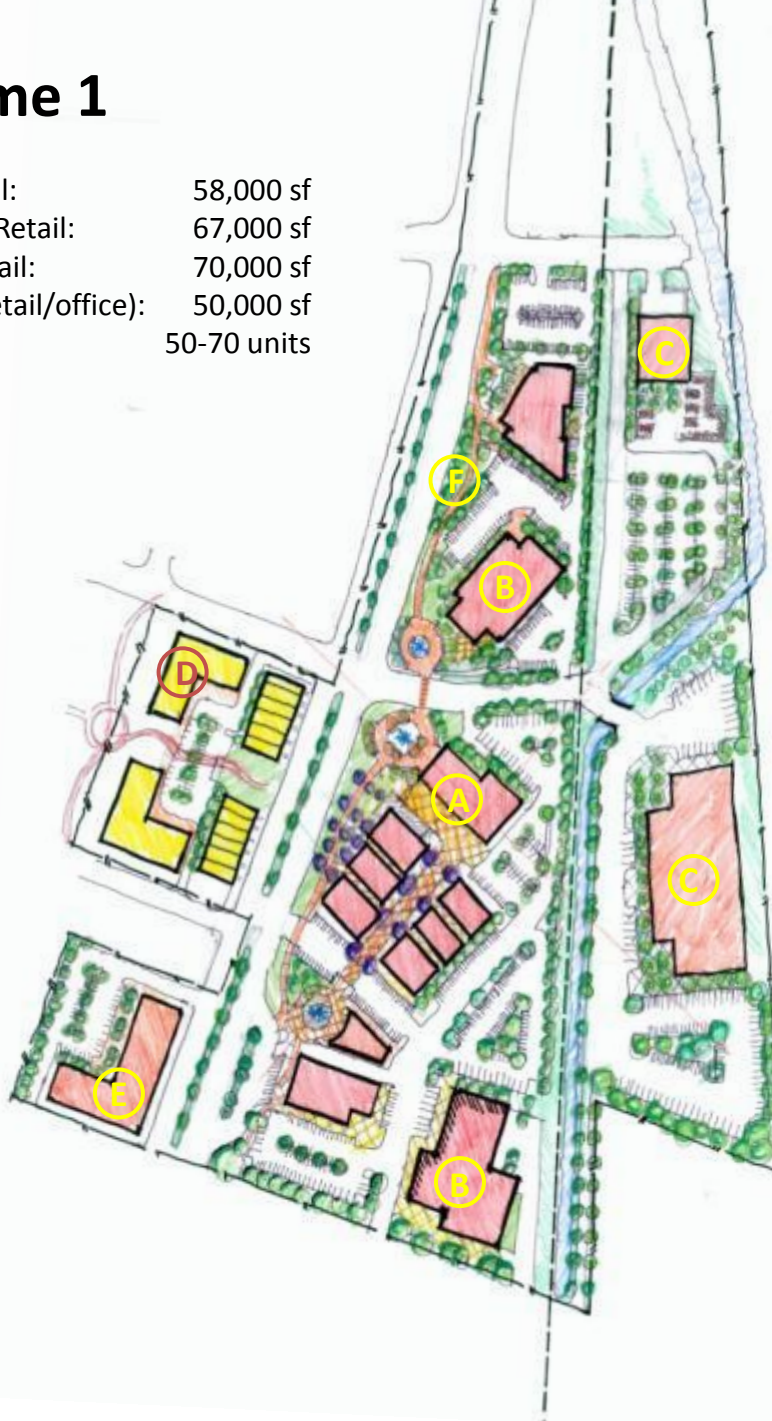 me 1
l: 58,000 sf
Retail: 67,000 sf
ail: 70,000 sf
etail/office): 50,000 sf
50-70 units
C
F
B
D
A
C
E
B